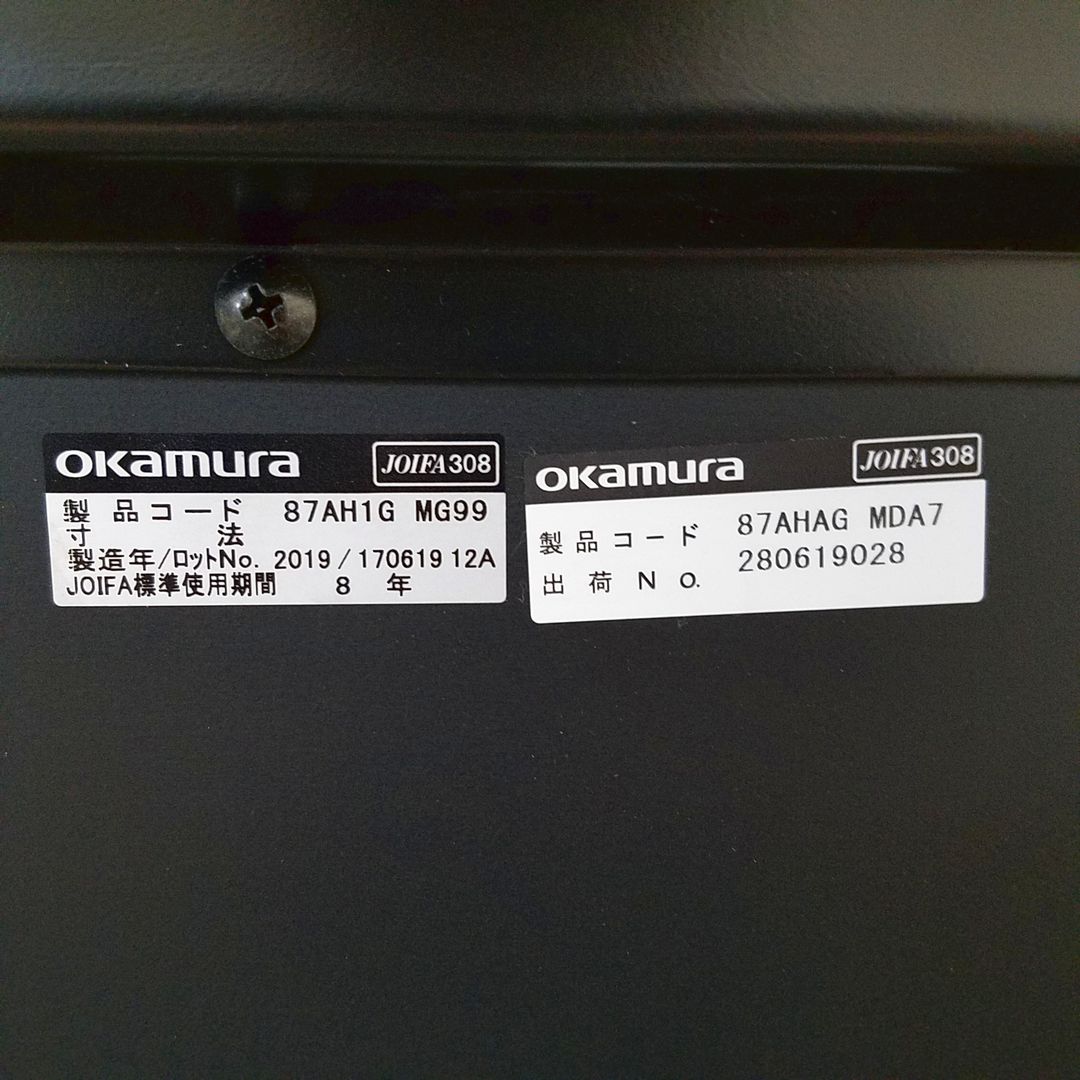 OKamura JOIFA308
製品コード 87AH1G MG99
寸法
製造年/ロットNo. 2019/170619 12A
JOIFA標準使用期間 8 年
OKamura JOIFA308
製品コード 87AHAG MDA7
出荷No. 280619028